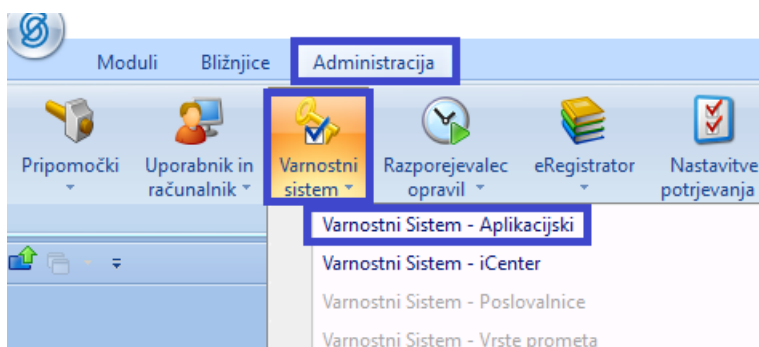 Moduli Bližnjice Administracija
Pripomočki Uporabnik in računalnik Varnostni sistem Razporejevalec opravil eRegistrator Nastavitve potrjevanja
Varnostni Sistem - Aplikacijski
Varnostni Sistem - iCenter
Varnostni Sistem - Poslovalnice
Varnostni Sistem - Vrste prometa